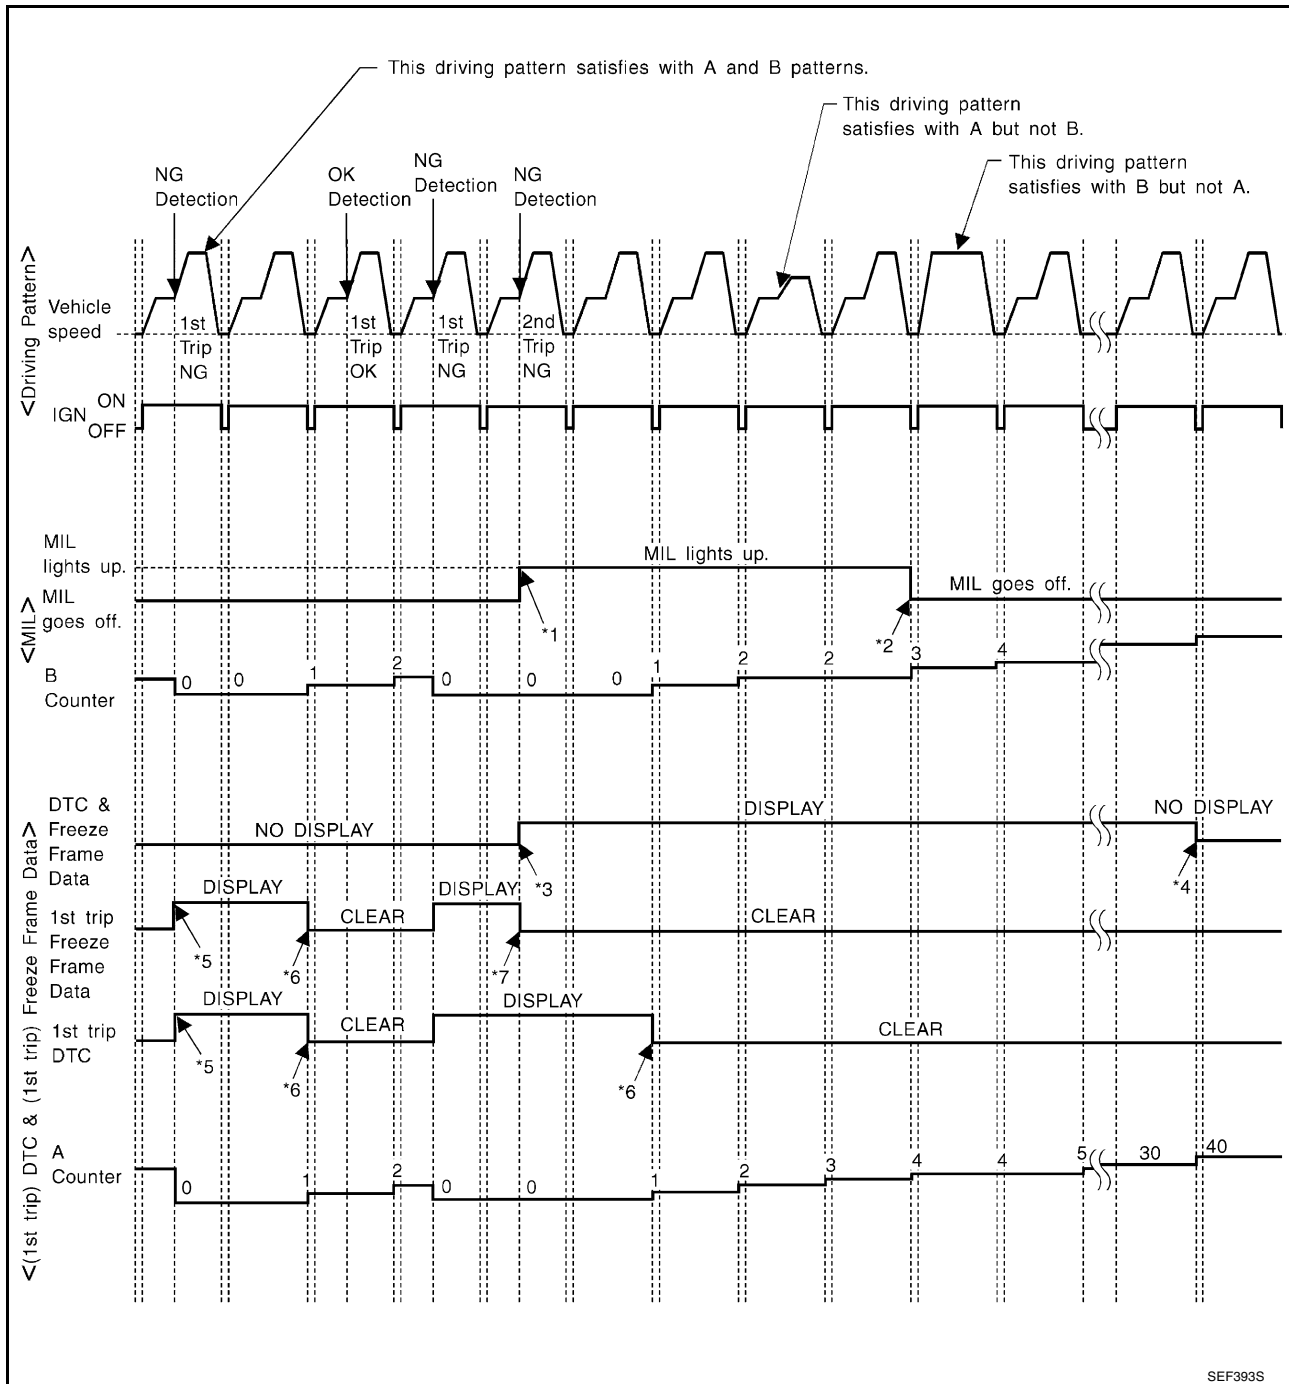 This driving pattern satisfies with A and B patterns.
This driving pattern
satisfies with A but not B.
This driving pattern
satisfies with B but not A.
NG
Detection
OK
Detection
NG
Detection
NG
Detection
<Driving Pattern>
Vehicle
speed
1st
Trip
NG
1st
Trip
OK
1st
Trip
NG
2nd
Trip
NG
IGN
ON
OFF
<MIL>
MIL
lights up.
MIL
goes off.
MIL lights up.
MIL goes off.
*1
*2
B
Counter
0 0 1 2 0 0 0 1 2 2 3 4
<(1st trip) DTC & (1st trip) Freeze Frame Data>
DTC &
Freeze
Frame
Data
NO DISPLAY
DISPLAY
NO DISPLAY
*3
*4
1st trip
Freeze
Frame
Data
DISPLAY
CLEAR
DISPLAY
CLEAR
*5
*6
*7
1st trip
DTC
DISPLAY
CLEAR
DISPLAY
CLEAR
*5
*6
*6
A
Counter
0 1 2 0 0 1 2 3 4 4 5 30 40
SEF393S